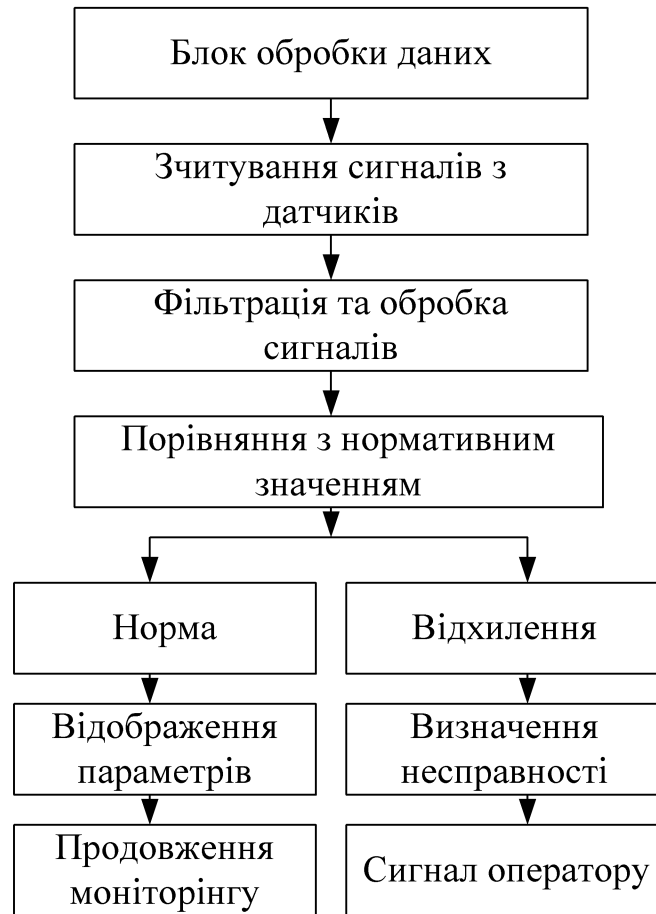 Блок обробки даних
Зчитування сигналів з
датчиків
Фільтрація та обробка
сигналів
Порівняння з нормативним
значенням
Норма
Відхилення
Відображення
параметрів
Визначення
несправності
Продовження
моніторінгу
Сигнал оператору